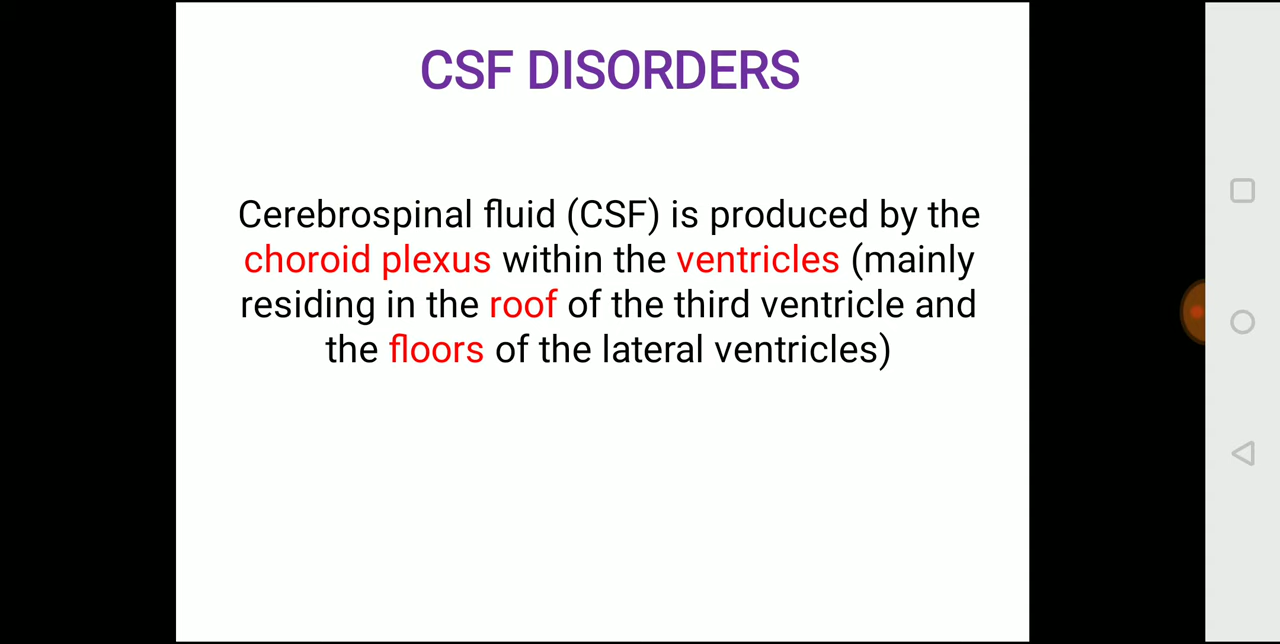 CSF DISORDERS
Cerebrospinal fluid (CSF) is produced by the
choroid plexus within the ventricles (mainly
residing in the roof of the third ventricle and
the floors of the lateral ventricles)